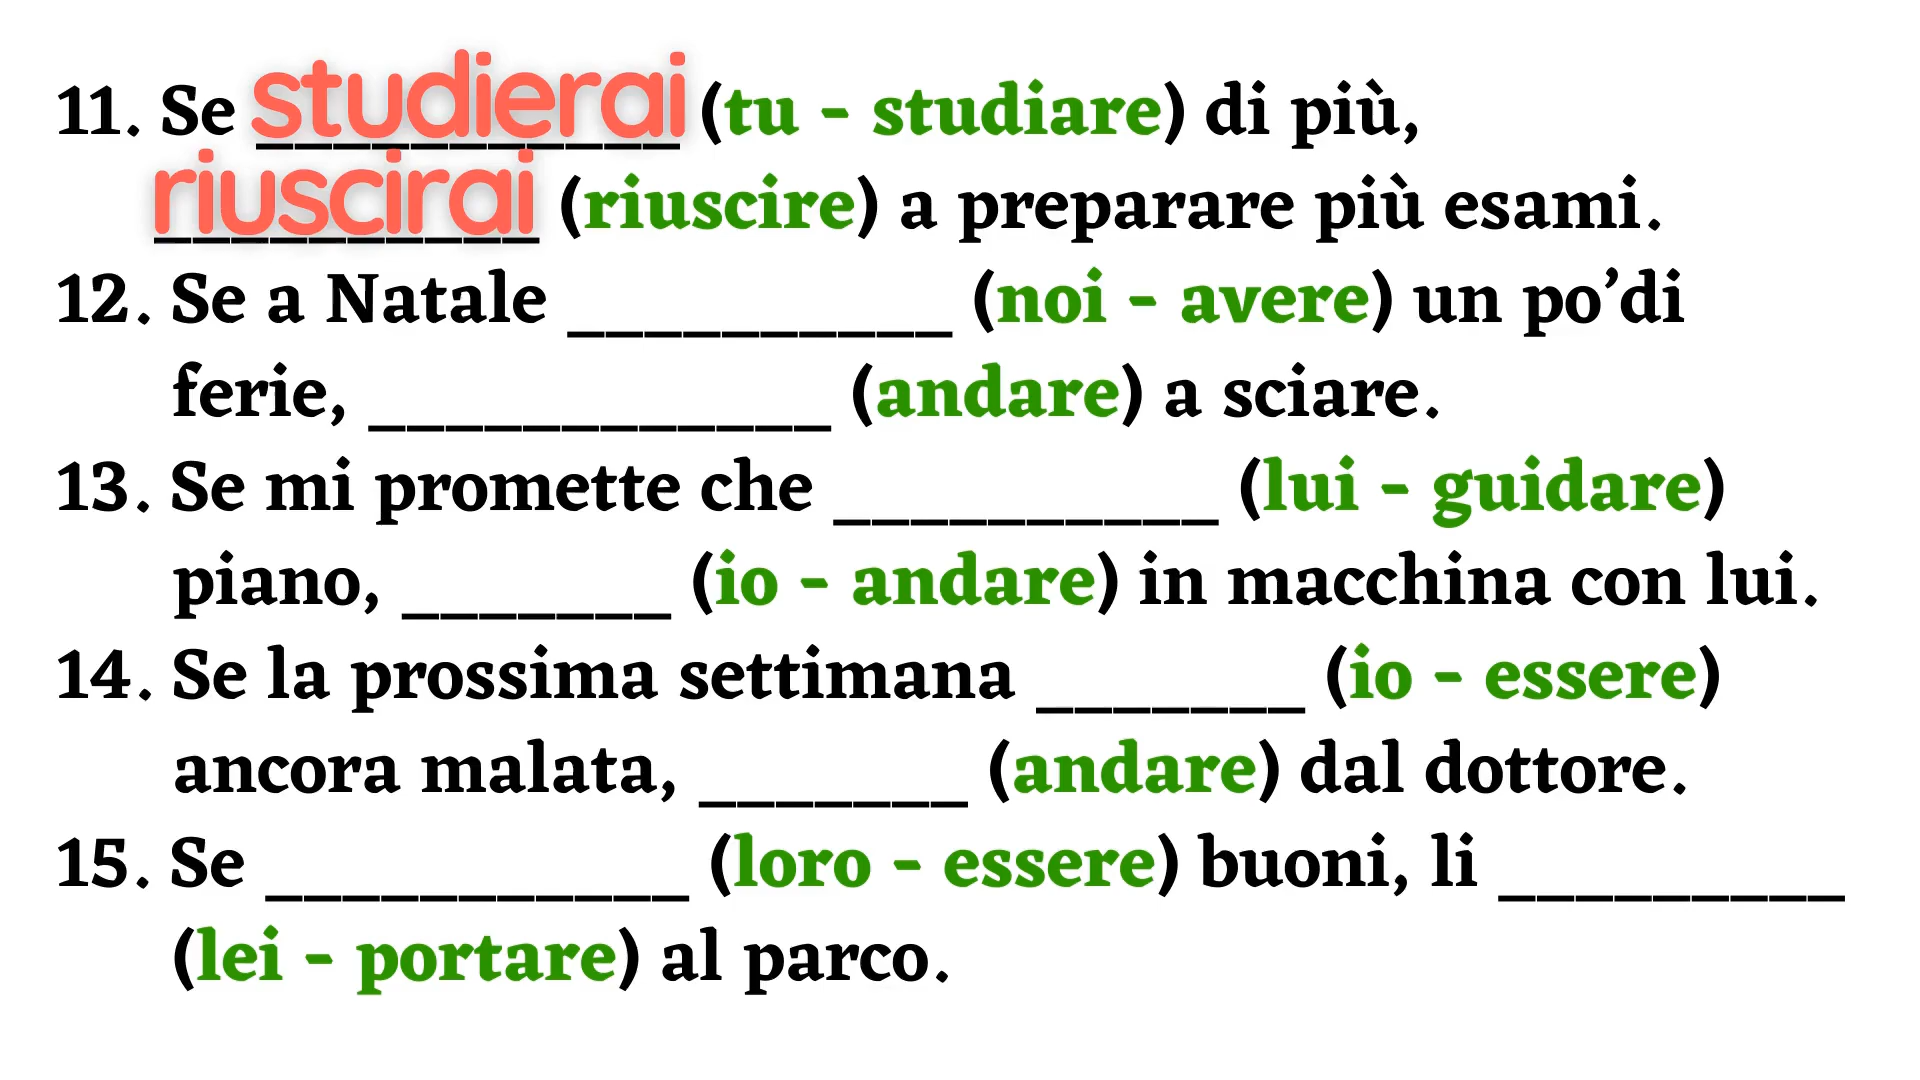 11. Se studierai (tu - studiare) di più,
riuscirai (riuscire) a preparare più esami.
12. Se a Natale __________ (noi - avere) un po’di
ferie, ____________ (andare) a sciare.
13. Se mi promette che __________ (lui - guidare)
piano, _______ (io - andare) in macchina con lui.
14. Se la prossima settimana _______ (io - essere)
ancora malata, _______ (andare) dal dottore.
15. Se ___________ (loro - essere) buoni, li _________
(lei - portare) al parco.